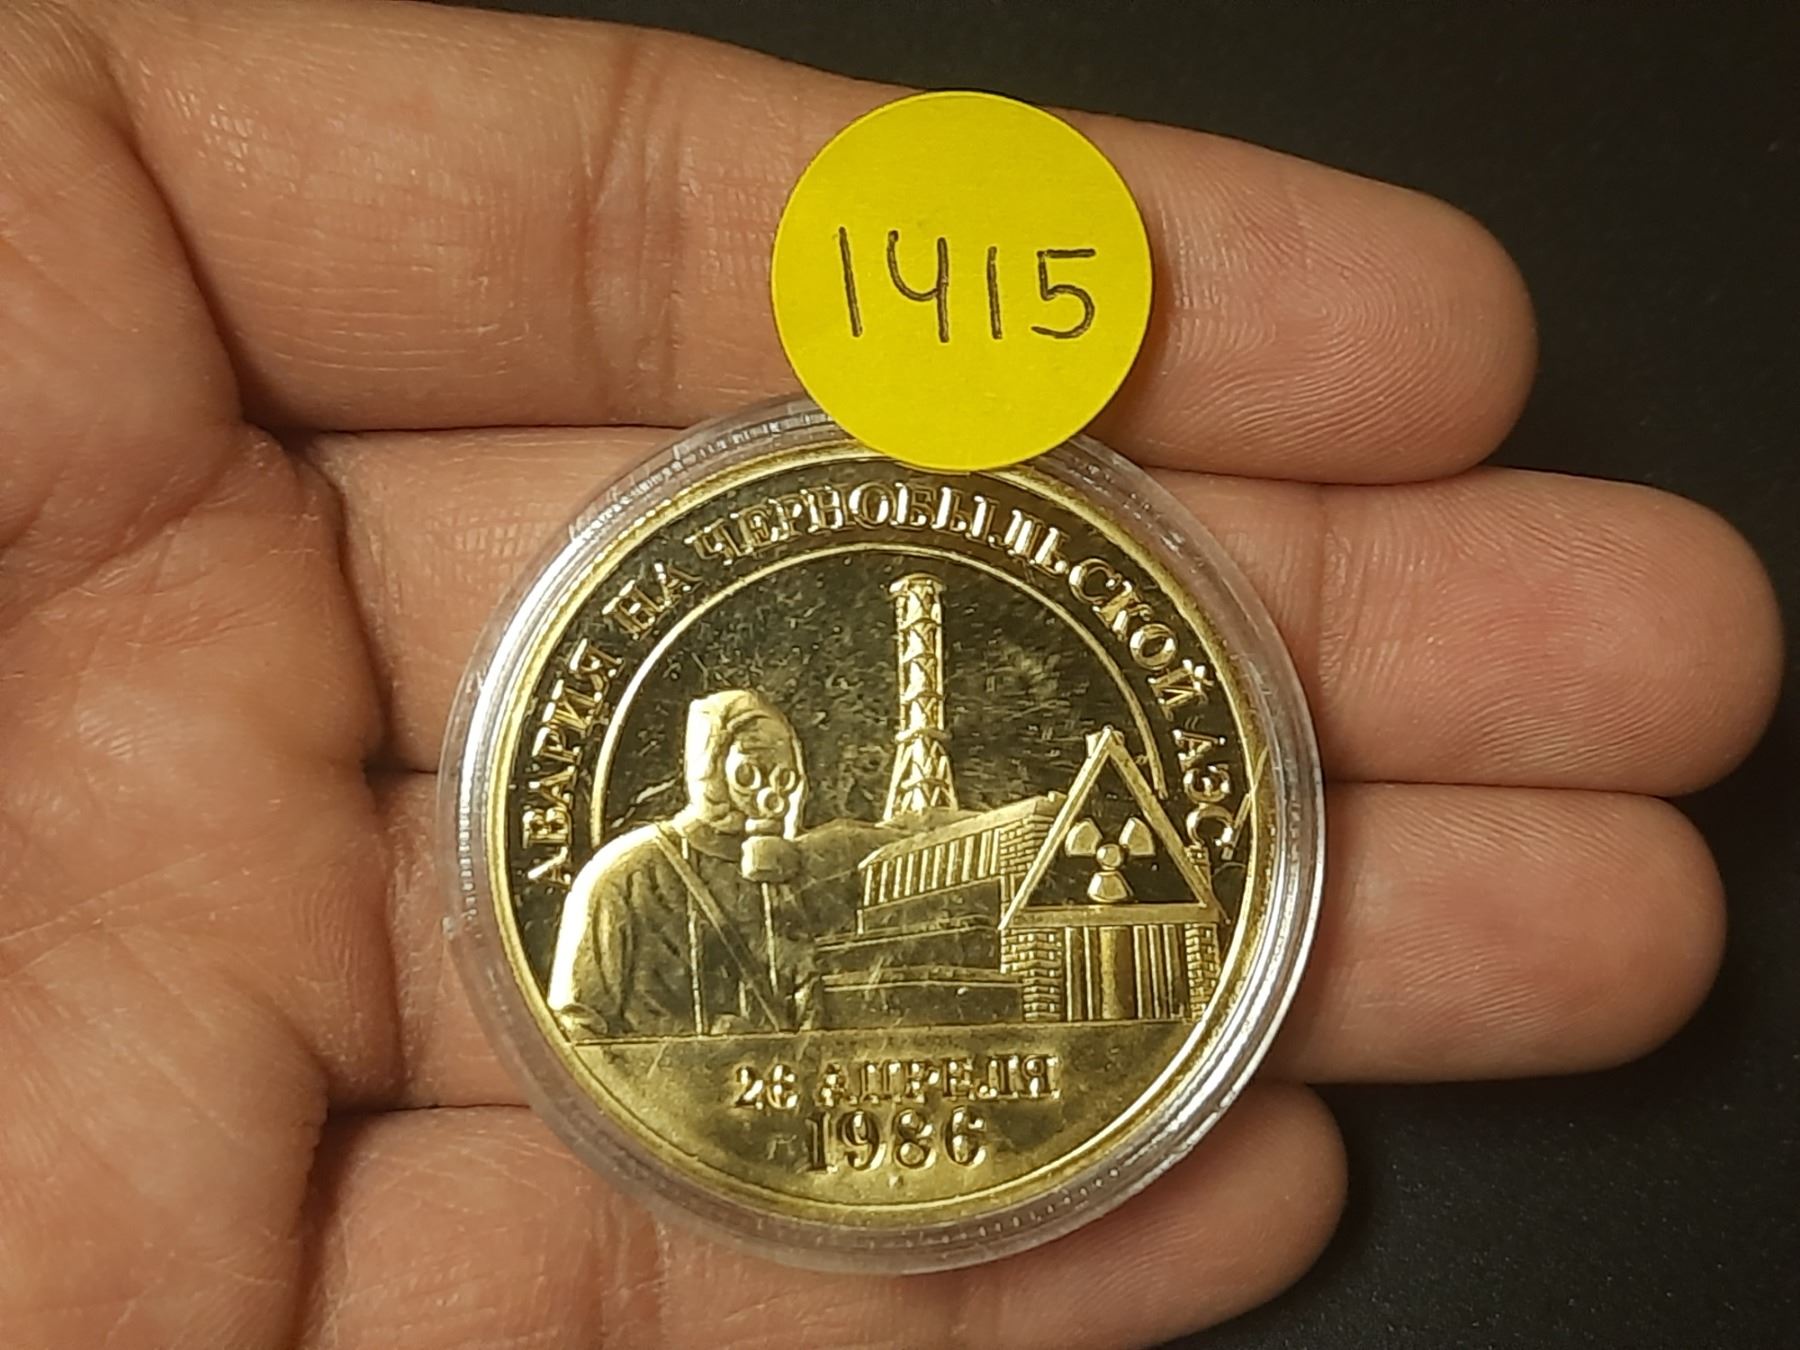 1415
АВАРИЯ НА ЧЕРНОБЫЛЬСКОЙ АЭС
26 АПРЕЛЯ
1986